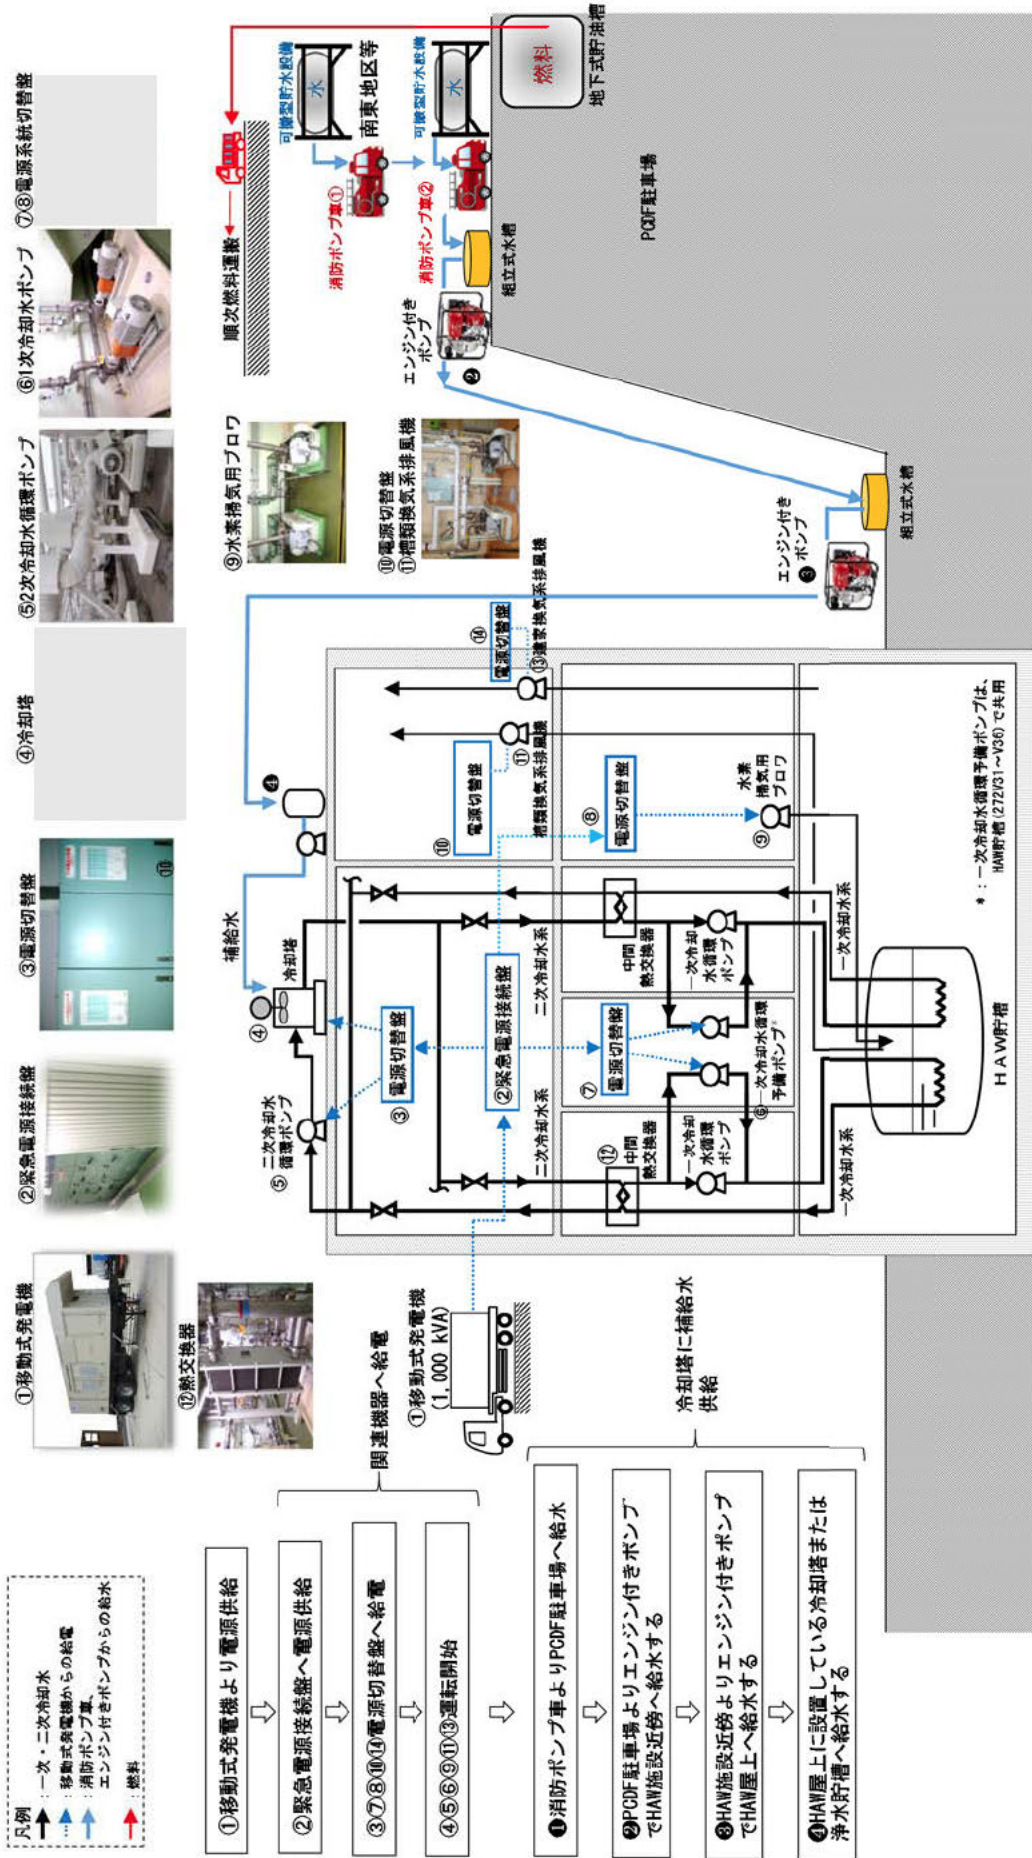 凡例
：一次・二次冷却水
：移動式発電機からの給電
：消防ポンプ車、
エンジン付きポンプからの給水
：燃料
①移動式発電機より電源供給
②緊急電源接続盤へ電源供給
③⑦⑧⑩⑭電源切替盤へ給電
④⑤⑥⑨⑪⑬運転開始
関連機器へ給電
❶消防ポンプ車よりPCDF駐車場へ給水
❷PCDF駐車場よりエンジン付きポンプ
でHAW施設近傍へ給水する
❸HAW施設近傍よりエンジン付きポンプ
でHAW屋上へ給水する
❹HAW屋上に設置している冷却塔または
浄水貯槽へ給水する
冷却塔に補給水
供給
①移動式発電機
②緊急電源接続盤
③電源切替盤
⑩
④冷却塔
⑤2次冷却水循環ポンプ
⑥1次冷却水ポンプ
⑦⑧電源系統切替盤
⑫熱交換器
⑨水素掃気用ブロワ
⑩電源切替盤
⑪槽類換気系排風機
①移動式発電機
(1,000 kVA)
⑤
二次冷却水
循環ポンプ
④
冷却塔
補給水
❹
③
電源切替盤
②緊急電源接続盤
二次冷却水系
二次冷却水系
⑩
電源切替盤
⑪
槽類換気系排風機
⑭
電源切替盤
⑬建家換気系排風機
⑫
中間
熱交換器
⑦
電源切替盤
中間
熱交換器
⑧
電源切替盤
一次冷却
水循環
ポンプ
⑥
一次冷却水循環
予備ポンプ*
一次冷却
水循環
ポンプ
⑨
水素
掃気用
ブロワ
一次冷却水系
一次冷却水系
HAW貯槽
*：一次冷却水循環予備ポンプは、
HAW貯槽(272V31～V36)で共用
順次燃料運搬
可搬型貯水設備
水
消防ポンプ車①
南東地区等
可搬型貯水設備
水
消防ポンプ車②
組立式水槽
エンジン付き
ポンプ
❷
燃料
地下式貯油槽
PCDF駐車場
エンジン付き
ポンプ
❸
組立式水槽